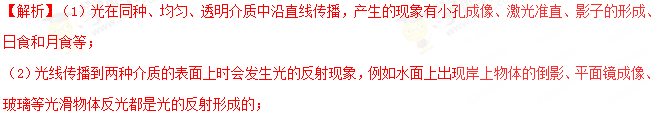 【解析】（1）光在同种、均匀、透明介质中沿直线传播，产生的现象有小孔成像、激光准直、影子的形成、
日食和月食等；
（2）光线传播到两种介质的表面上时会发生光的反射现象，例如水面上出现岸上物体的倒影、平面镜成像、
玻璃等光滑物体反光都是光的反射形成的；